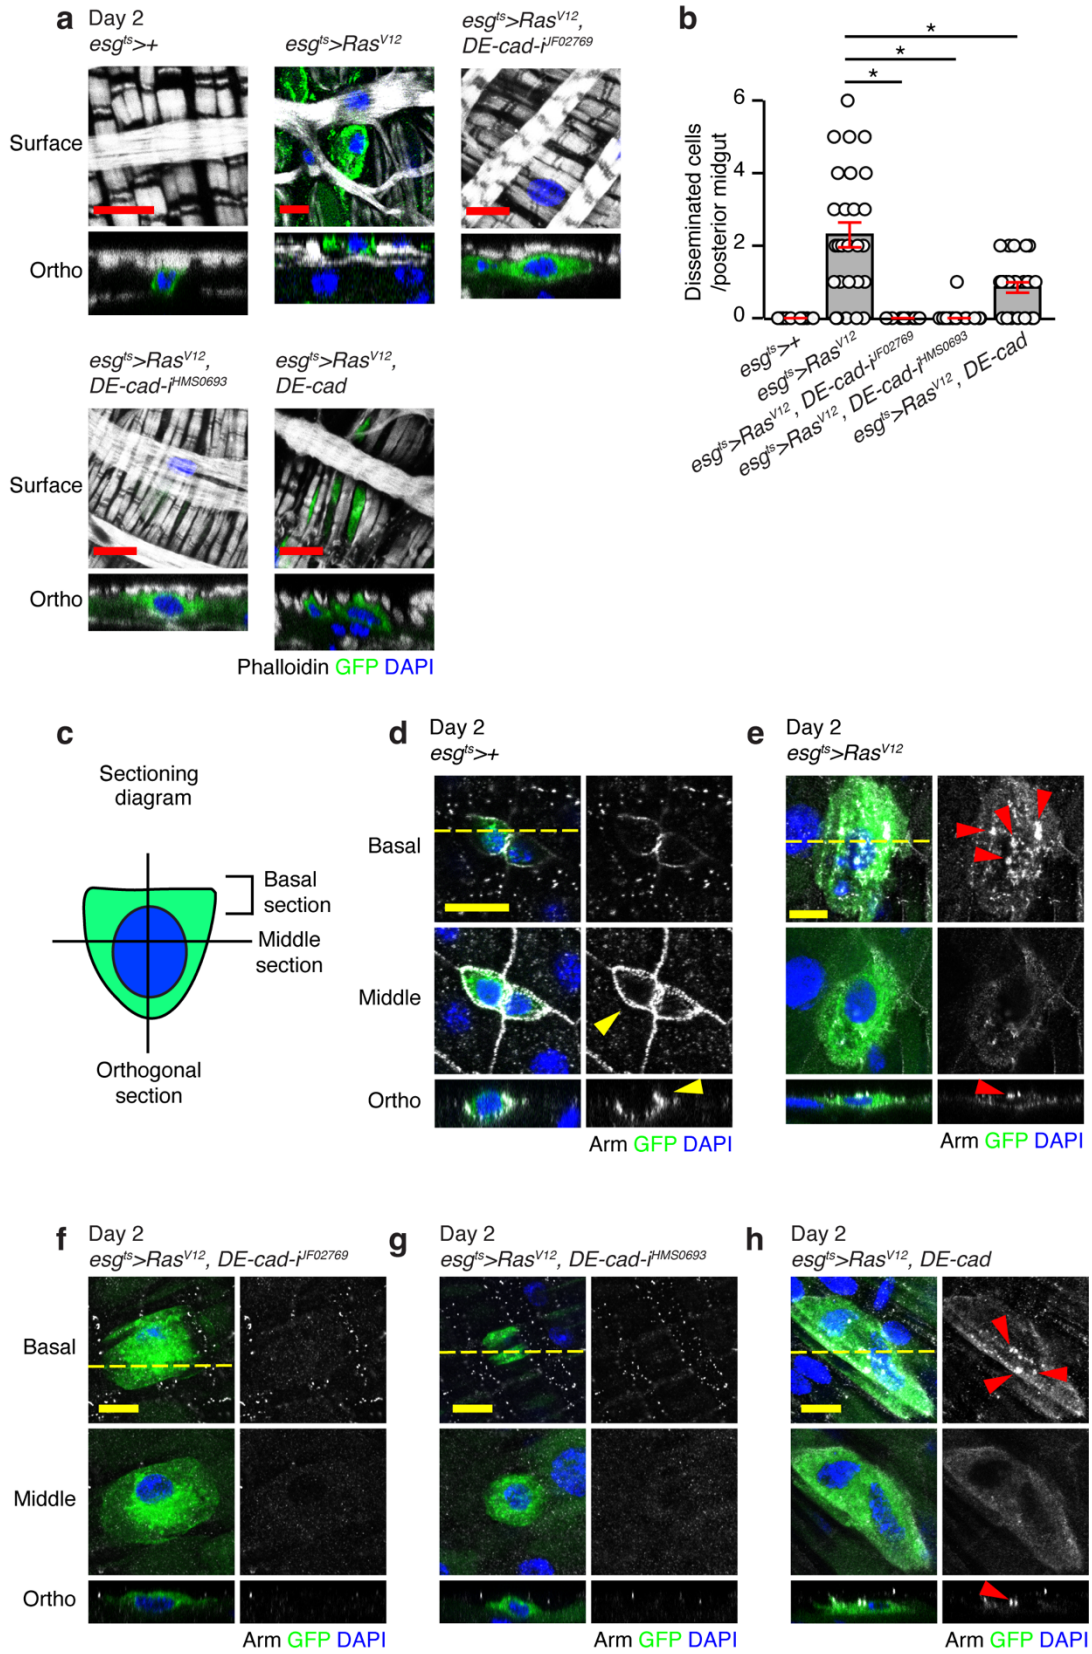 a
Day 2
esgᵗˢ>+
esgᵗˢ>Rasⱽ¹²
esgᵗˢ>Rasⱽ¹²,
DE-cad-iᴶᶠ⁰²⁷⁶⁹
Surface
Ortho
esgᵗˢ>Rasⱽ¹²,
DE-cad-iᴴᴹˢ⁰⁶⁹³
esgᵗˢ>Rasⱽ¹²,
DE-cad
Surface
Ortho
Phalloidin GFP DAPI
b
*
*
*
Disseminated cells
/posterior midgut
6
4
2
0
esgᵗˢ>+
esgᵗˢ>Rasⱽ¹²
esgᵗˢ>Rasⱽ¹², DE-cad-iᴶᶠ⁰²⁷⁶⁹
esgᵗˢ>Rasⱽ¹², DE-cad-iᴴᴹˢ⁰⁶⁹³
esgᵗˢ>Rasⱽ¹², DE-cad
c
Sectioning
diagram
Basal
section
Middle
section
Orthogonal
section
d
Day 2
esgᵗˢ>+
Basal
Middle
Ortho
Arm GFP DAPI
e
Day 2
esgᵗˢ>Rasⱽ¹²
Arm GFP DAPI
f
Day 2
esgᵗˢ>Rasⱽ¹², DE-cad-iᴶᶠ⁰²⁷⁶⁹
Basal
Middle
Ortho
Arm GFP DAPI
g
Day 2
esgᵗˢ>Rasⱽ¹², DE-cad-iᴴᴹˢ⁰⁶⁹³
Arm GFP DAPI
h
Day 2
esgᵗˢ>Rasⱽ¹², DE-cad
Arm GFP DAPI